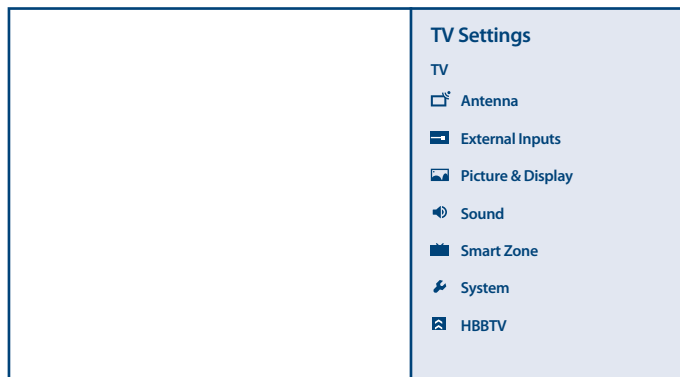 TV Settings
TV
Antenna
External Inputs
Picture & Display
Sound
Smart Zone
System
HBBTV